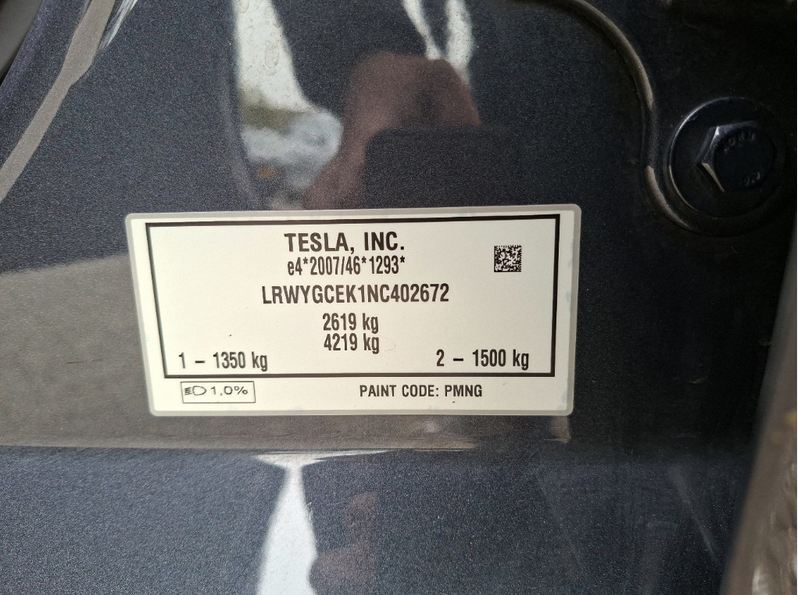 TESLA, INC.
e4*2007/46*1293*
LRWYGCEK1NC402672
2619 kg
4219 kg
1 – 1350 kg 2 – 1500 kg
1,0% PAINT CODE: PMNG